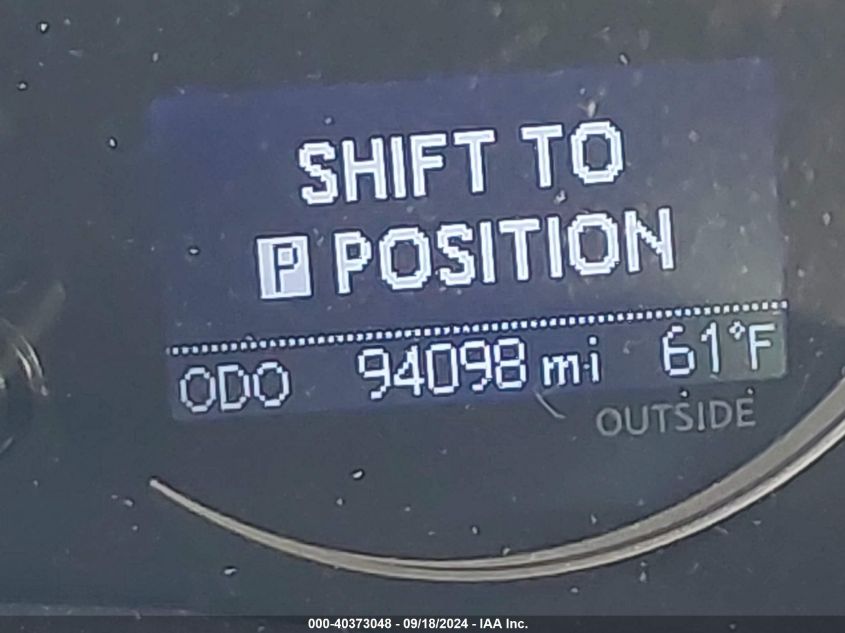 SHIFT TO
P POSITION
ODO 94098 mi 61°F
OUTSIDE
000-40373048 - 09/18/2024 - IAA Inc.